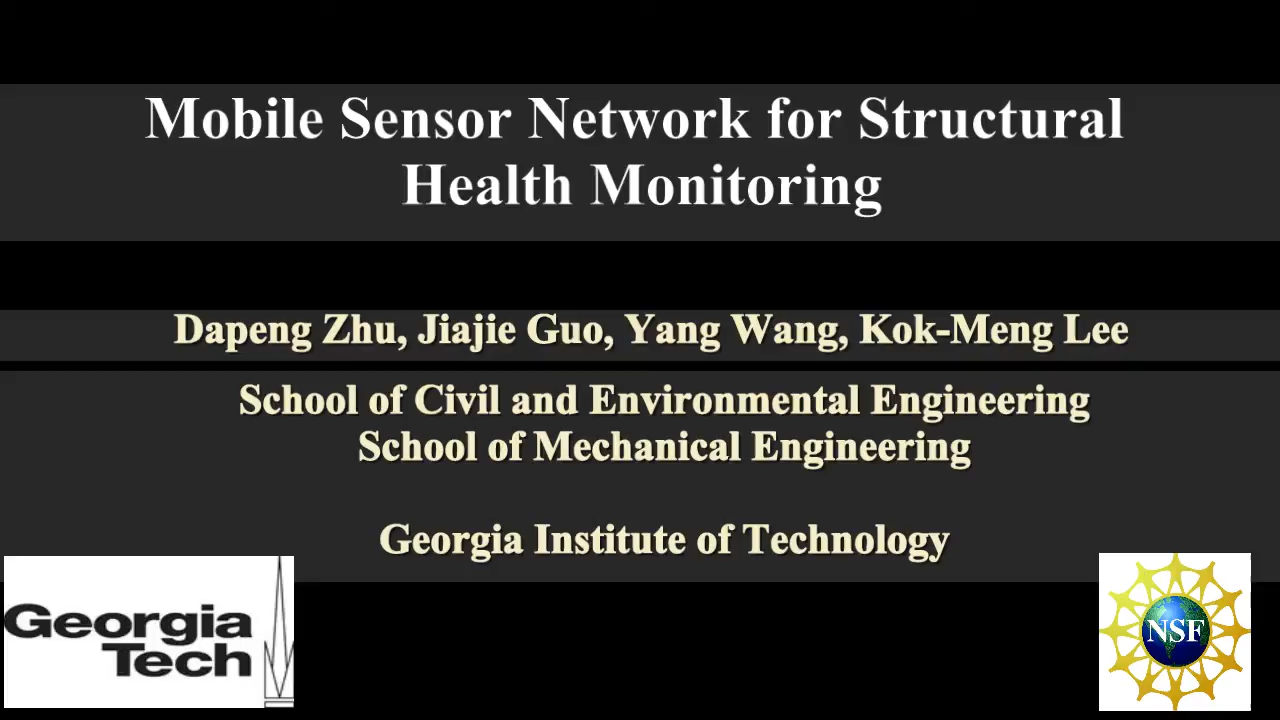 Mobile Sensor Network for Structural
Health Monitoring
Dapeng Zhu, Jiajie Guo, Yang Wang, Kok-Meng Lee
School of Civil and Environmental Engineering
School of Mechanical Engineering
Georgia Institute of Technology
Georgia
Tech
NSF